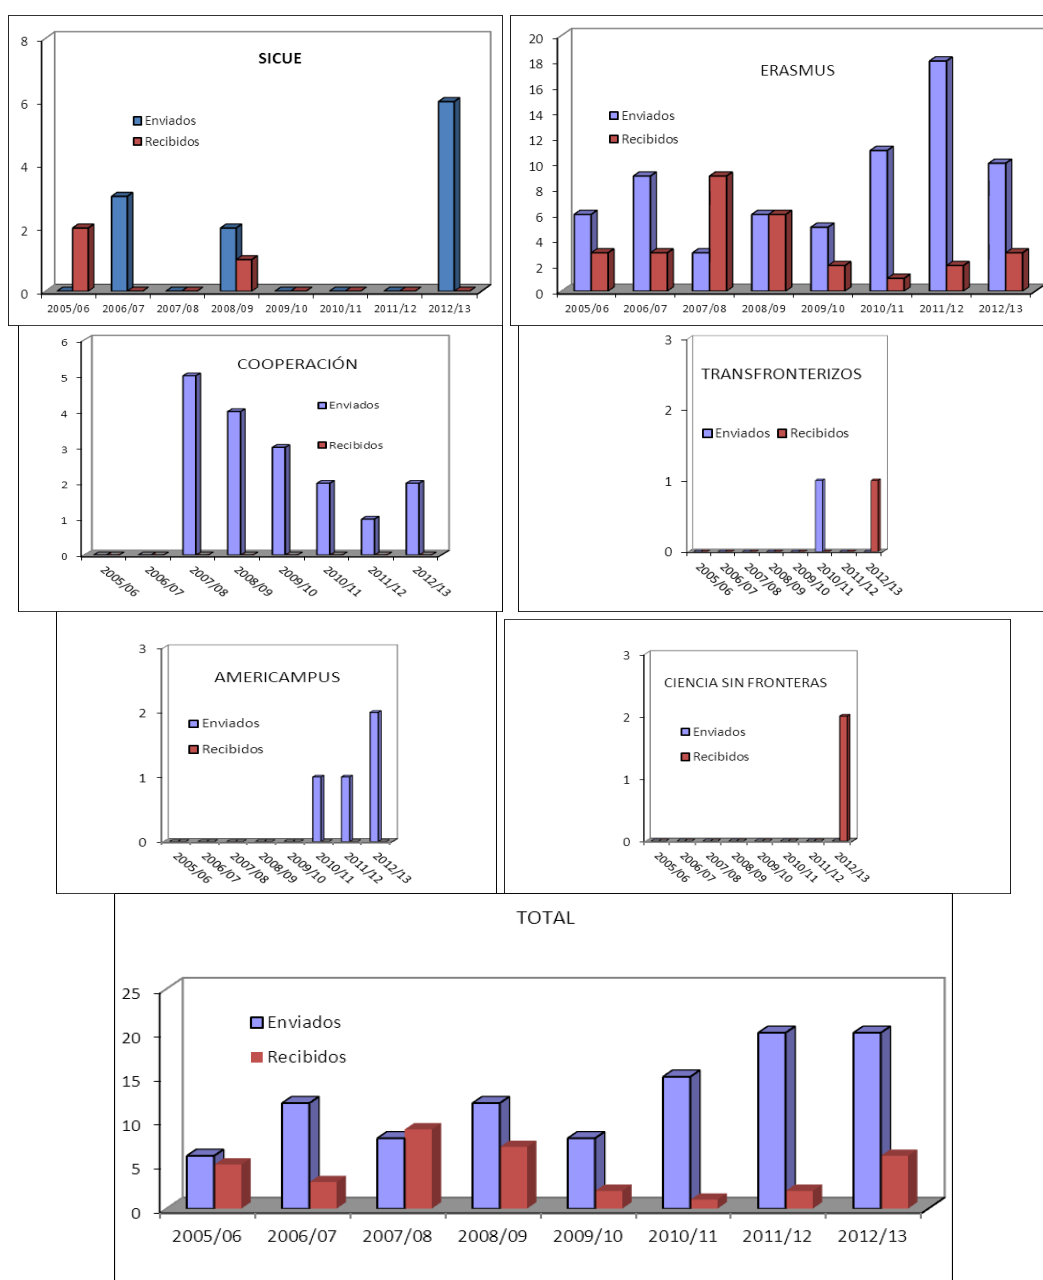 SICUE
Enviados
Recibidos
8
6
4
2
0
2005/06 2006/07 2007/08 2008/09 2009/10 2010/11 2011/12 2012/13
ERASMUS
Enviados
Recibidos
20
18
16
14
12
10
8
6
4
2
0
2005/06 2006/07 2007/08 2008/09 2009/10 2010/11 2011/12 2012/13
COOPERACIÓN
Enviados
Recibidos
6
5
4
3
2
1
0
2005/06 2006/07 2007/08 2008/09 2009/10 2010/11 2011/12 2012/13
TRANSFRONTERIZOS
Enviados Recibidos
3
2
1
0
2005/06 2006/07 2007/08 2008/09 2009/10 2010/11 2011/12 2012/13
AMERICAMPUS
Enviados
Recibidos
3
2
1
0
2005/06 2006/07 2007/08 2008/09 2009/10 2010/11 2011/12 2012/13
CIENCIA SIN FRONTERAS
Enviados
Recibidos
3
2
1
0
2005/06 2006/07 2007/08 2008/09 2009/10 2010/11 2011/12 2012/13
TOTAL
Enviados
Recibidos
25
20
15
10
5
0
2005/06 2006/07 2007/08 2008/09 2009/10 2010/11 2011/12 2012/13